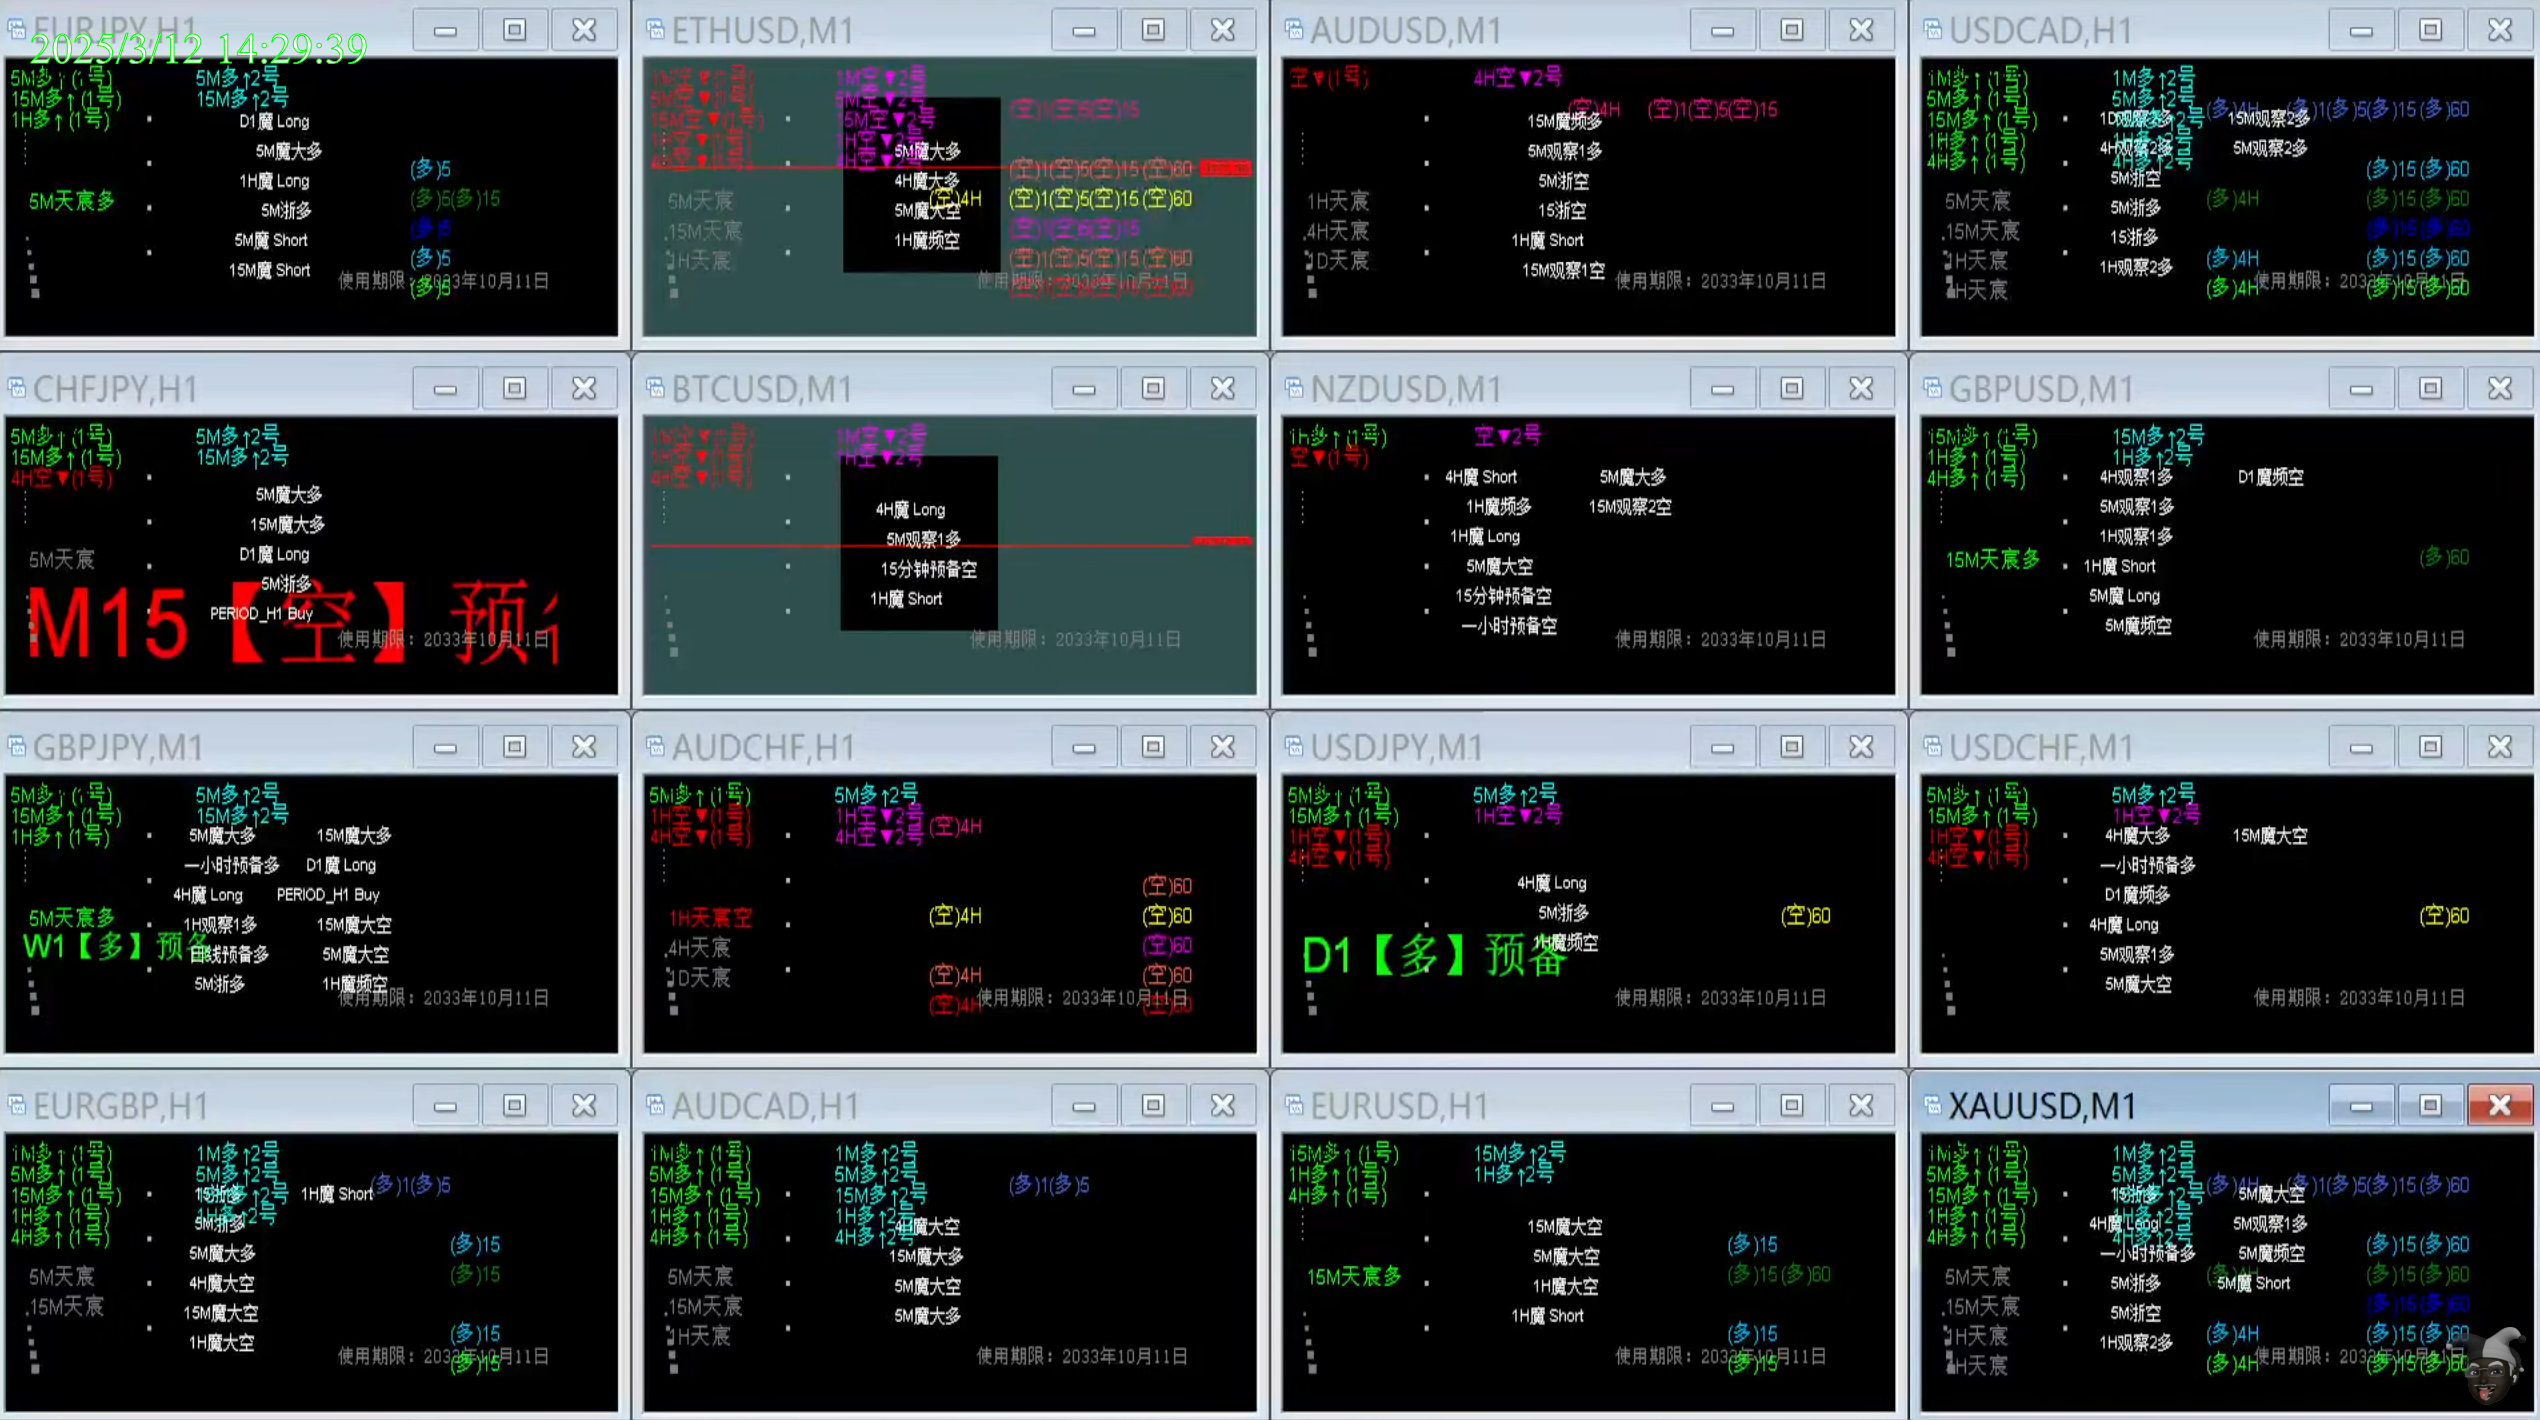 EURJPY,H1
2025/3/12 14:29:39
5M多↑(1号)
5M多↑2号
15M多↑(1号)
15M多↑2号
1H多↑(1号)
D1魔 Long
5M魔大多
(多)5
1H魔 Long
5M天宸多
(多)5(多)15
5M浙多
(多)5
5M魔 Short
(多)5
15M魔 Short
使用期限：2033年10月11日
(多)5
ETHUSD,M1
1M空▼(1号)
1M空▼2号
5M空▼(1号)
5M空▼2号
(空)1(空)5(空)15
15M空▼(1号)
15M空▼2号
1H空▼(1号)
1H空▼2号
5M魔大多
4H空▼(1号)
4H空▼2号
(空)1(空)5(空)15(空)60
4H魔大多
5M天宸
(空)4H
(空)1(空)5(空)15(空)60
5M魔大空
15M天宸
(空)1(空)5(空)15
1H魔频空
1H天宸
(空)1(空)5(空)15(空)60
使用期限：2033年10月11日
AUDUSD,M1
空▼(1号)
4H空▼2号
(空)4H
(空)1(空)5(空)15
15M魔频多
5M观察1多
5M浙空
1H天宸
15浙空
4H天宸
1H魔 Short
1D天宸
15M观察1空
使用期限：2033年10月11日
USDCAD,H1
1M多↑(1号)
1M多↑2号
5M多↑(1号)
5M多↑2号
(多)4H
(多)1(多)5(多)15(多)60
15M多↑(1号)
1D观察2多
15M观察2多
1H多↑(1号)
4H观察2多
5M观察2多
4H多↑(1号)
4H多↑2号
(多)15(多)60
5M浙空
5M天宸
5M浙多
(多)4H
(多)15(多)60
15M天宸
15浙多
(多)15(多)60
1H天宸
1H观察2多
(多)4H
(多)15(多)60
4H天宸
(多)4H
使用期限：2033年10月11日
(多)15(多)60
CHFJPY,H1
5M多↑(1号)
5M多↑2号
15M多↑(1号)
15M多↑2号
4H空▼(1号)
5M魔大多
15M魔大多
5M天宸
D1魔 Long
5M浙多
M15【空】预
PERIOD_H1 Buy
使用期限：2033年10月11日
BTCUSD,M1
1M空▼(1号)
1M空▼2号
1H空▼(1号)
1H空▼2号
4H空▼(1号)
4H魔 Long
5M观察1多
15分钟预备空
1H魔 Short
使用期限：2033年10月11日
NZDUSD,M1
1H多↑(1号)
空▼2号
空▼(1号)
4H魔 Short
5M魔大多
1H魔频多
15M观察2空
1H魔 Long
5M魔大空
15分钟预备空
一小时预备空
使用期限：2033年10月11日
GBPUSD,M1
15M多↑(1号)
15M多↑2号
1H多↑(1号)
1H多↑2号
4H多↑(1号)
4H观察1多
D1魔频空
5M观察1多
1H观察1多
15M天宸多
1H魔 Short
(多)60
5M魔 Long
5M魔频空
使用期限：2033年10月11日
GBPJPY,M1
5M多↑(1号)
5M多↑2号
15M多↑(1号)
15M多↑2号
1H多↑(1号)
5M魔大多
15M魔大多
一小时预备多
D1魔 Long
4H魔 Long
PERIOD_H1 Buy
5M天宸多
1H观察1多
15M魔大空
W1【多】预备
日线预备多
5M魔大空
5M浙多
1H魔频空
使用期限：2033年10月11日
AUDCHF,H1
5M多↑(1号)
5M多↑2号
1H空▼(1号)
1H空▼2号
(空)4H
4H空▼(1号)
4H空▼2号
(空)60
1H天宸空
(空)4H
(空)60
4H天宸
(空)60
1D天宸
(空)4H
(空)60
(空)4H
使用期限：2033年10月11日
(空)60
USDJPY,M1
5M多↑(1号)
5M多↑2号
15M多↑(1号)
1H空▼2号
1H空▼(1号)
4H空▼(1号)
4H魔 Long
5M浙多
(空)60
D1【多】预备
1H魔频空
使用期限：2033年10月11日
USDCHF,M1
5M多↑(1号)
5M多↑2号
15M多↑(1号)
1H空▼2号
1H空▼(1号)
4H魔大多
15M魔大空
4H空▼(1号)
一小时预备多
D1魔频多
4H魔 Long
(空)60
5M观察1多
5M魔大空
使用期限：2033年10月11日
EURGBP,H1
1M多↑(1号)
1M多↑2号
5M多↑(1号)
5M多↑2号
15M多↑(1号)
15浙多
1H魔 Short
(多)1(多)5
1H多↑(1号)
1H多↑2号
4H多↑(1号)
5M浙多
5M魔大多
(多)15
5M天宸
4H魔大空
(多)15
15M天宸
15M魔大空
1H魔大空
(多)15
使用期限：2033年10月11日
(多)15
AUDCAD,H1
1M多↑(1号)
1M多↑2号
5M多↑(1号)
5M多↑2号
(多)1(多)5
15M多↑(1号)
15M多↑2号
1H多↑(1号)
1H多↑2号
4H多↑(1号)
4H多↑2号
4H魔大空
15M魔大多
5M天宸
5M魔大空
15M天宸
5M魔大多
1H天宸
使用期限：2033年10月11日
EURUSD,H1
15M多↑(1号)
15M多↑2号
1H多↑(1号)
1H多↑2号
4H多↑(1号)
15M魔大空
5M魔大空
(多)15
15M天宸多
1H魔大空
(多)15(多)60
1H魔 Short
(多)15
使用期限：2033年10月11日
(多)15
XAUUSD,M1
1M多↑(1号)
1M多↑2号
5M多↑(1号)
5M多↑2号
(多)4H
(多)1(多)5(多)15(多)60
15M多↑(1号)
15浙多
5M魔大空
1H多↑(1号)
4H魔 Long
5M观察1多
4H多↑(1号)
4H多↑2号
一小时预备多
5M魔频空
(多)15(多)60
5M天宸
5M浙多
5M魔 Short
(多)15(多)60
15M天宸
5M浙空
(多)15(多)60
1H天宸
1H观察2多
(多)4H
(多)15(多)60
4H天宸
(多)4H
使用期限：2033年10月11日
(多)15(多)60